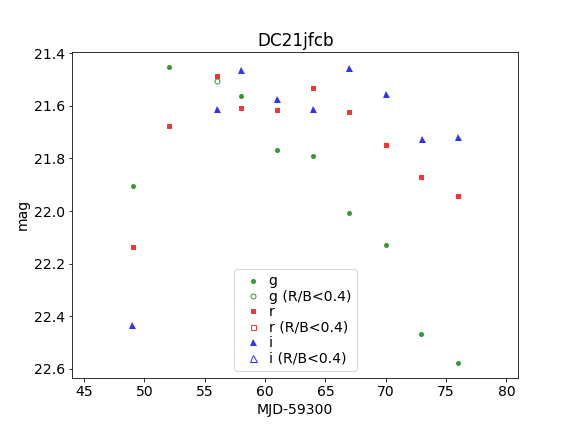 DC21jfcb
21.4
21.6
21.8
22.0
22.2
22.4
22.6
mag
g
g (R/B<0.4)
r
r (R/B<0.4)
i
i (R/B<0.4)
45 50 55 60 65 70 75 80
MJD-59300